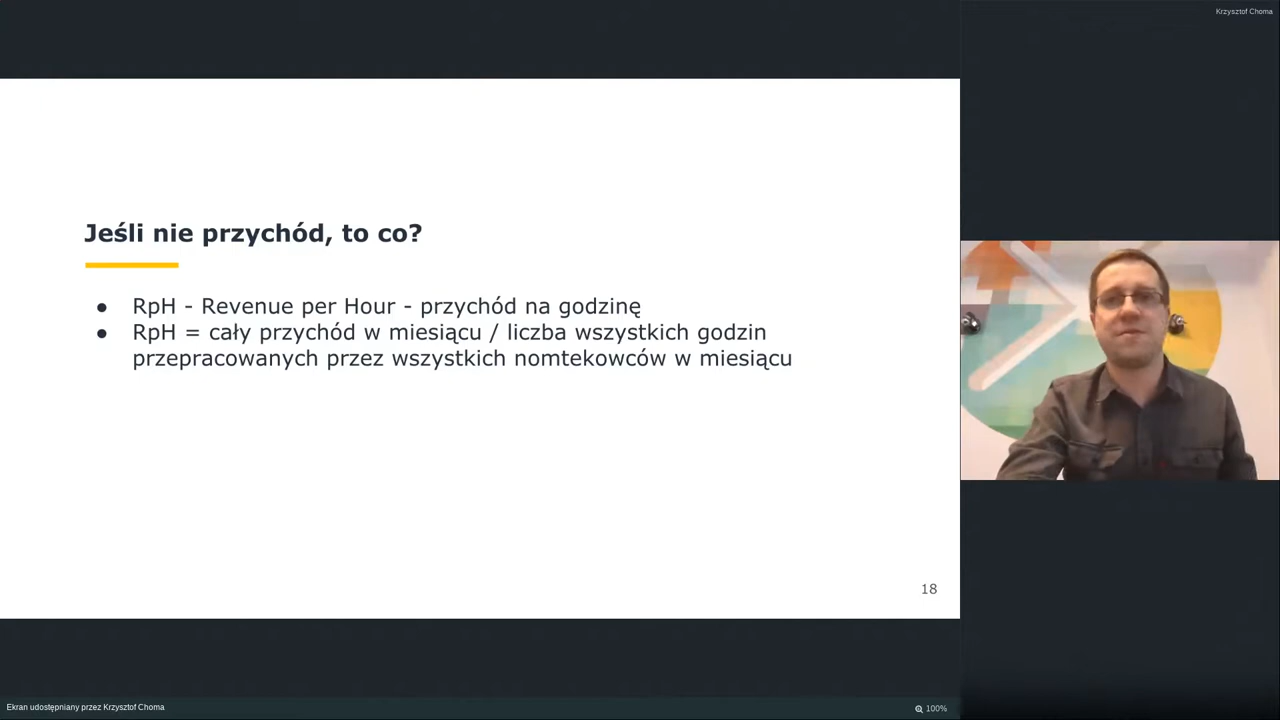 Krzysztof Choma
Jeśli nie przychód, to co?
● RpH - Revenue per Hour - przychód na godzinę
● RpH = cały przychód w miesiącu / liczba wszystkich godzin
przepracowanych przez wszystkich nomtekowców w miesiącu
18
Ekran udostępniany przez Krzysztof Choma
100%